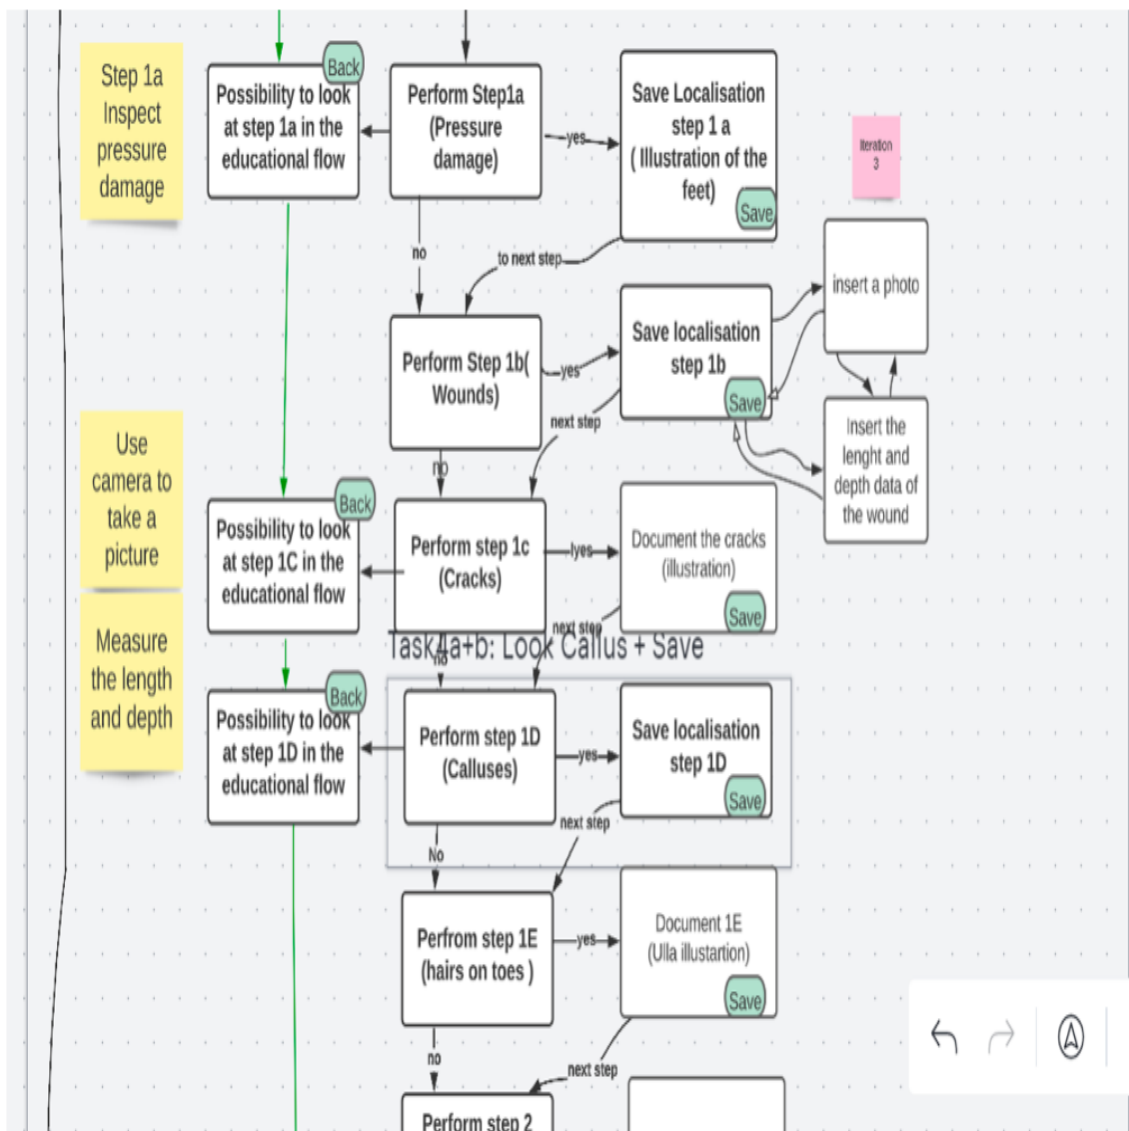 Step 1a
Inspect
pressure
damage
Back
Possibility to look
at step 1a in the
educational flow
Perform Step1a
(Pressure
damage)
yes
Save Localisation
step 1 a
( Illustration of the
feet)
Save
Iteration
3
no
to next step
insert a photo
Perform Step 1b(
Wounds)
yes
Save localisation
step 1b
Save
next step
no
Insert the
lenght and
depth data of
the wound
Use
camera to
take a
picture
Back
Possibility to look
at step 1C in the
educational flow
Perform step 1c
(Cracks)
lyes
Document the cracks
(illustration)
Save
next step
Task4a+b: Look Callus + Save
no
Measure
the length
and depth
Back
Possibility to look
at step 1D in the
educational flow
Perform step 1D
(Calluses)
yes
Save localisation
step 1D
Save
next step
No
Perfrom step 1E
(hairs on toes )
yes
Document 1E
(Ulla illustartion)
Save
no
next step
Perform step 2